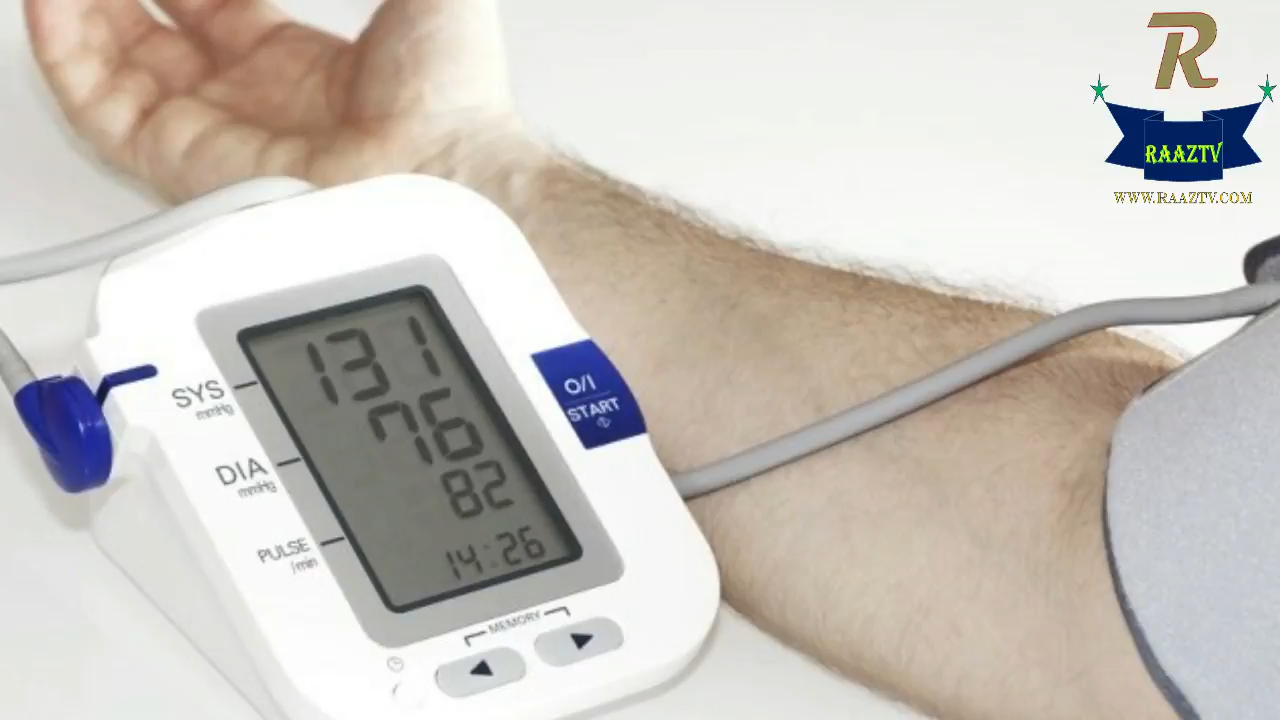 R
RAAZTV
WWW.RAAZTV.COM
131
SYS
mmHg
76
DIA
mmHg
82
PULSE
/min
14:26
O/I
START
MEMORY